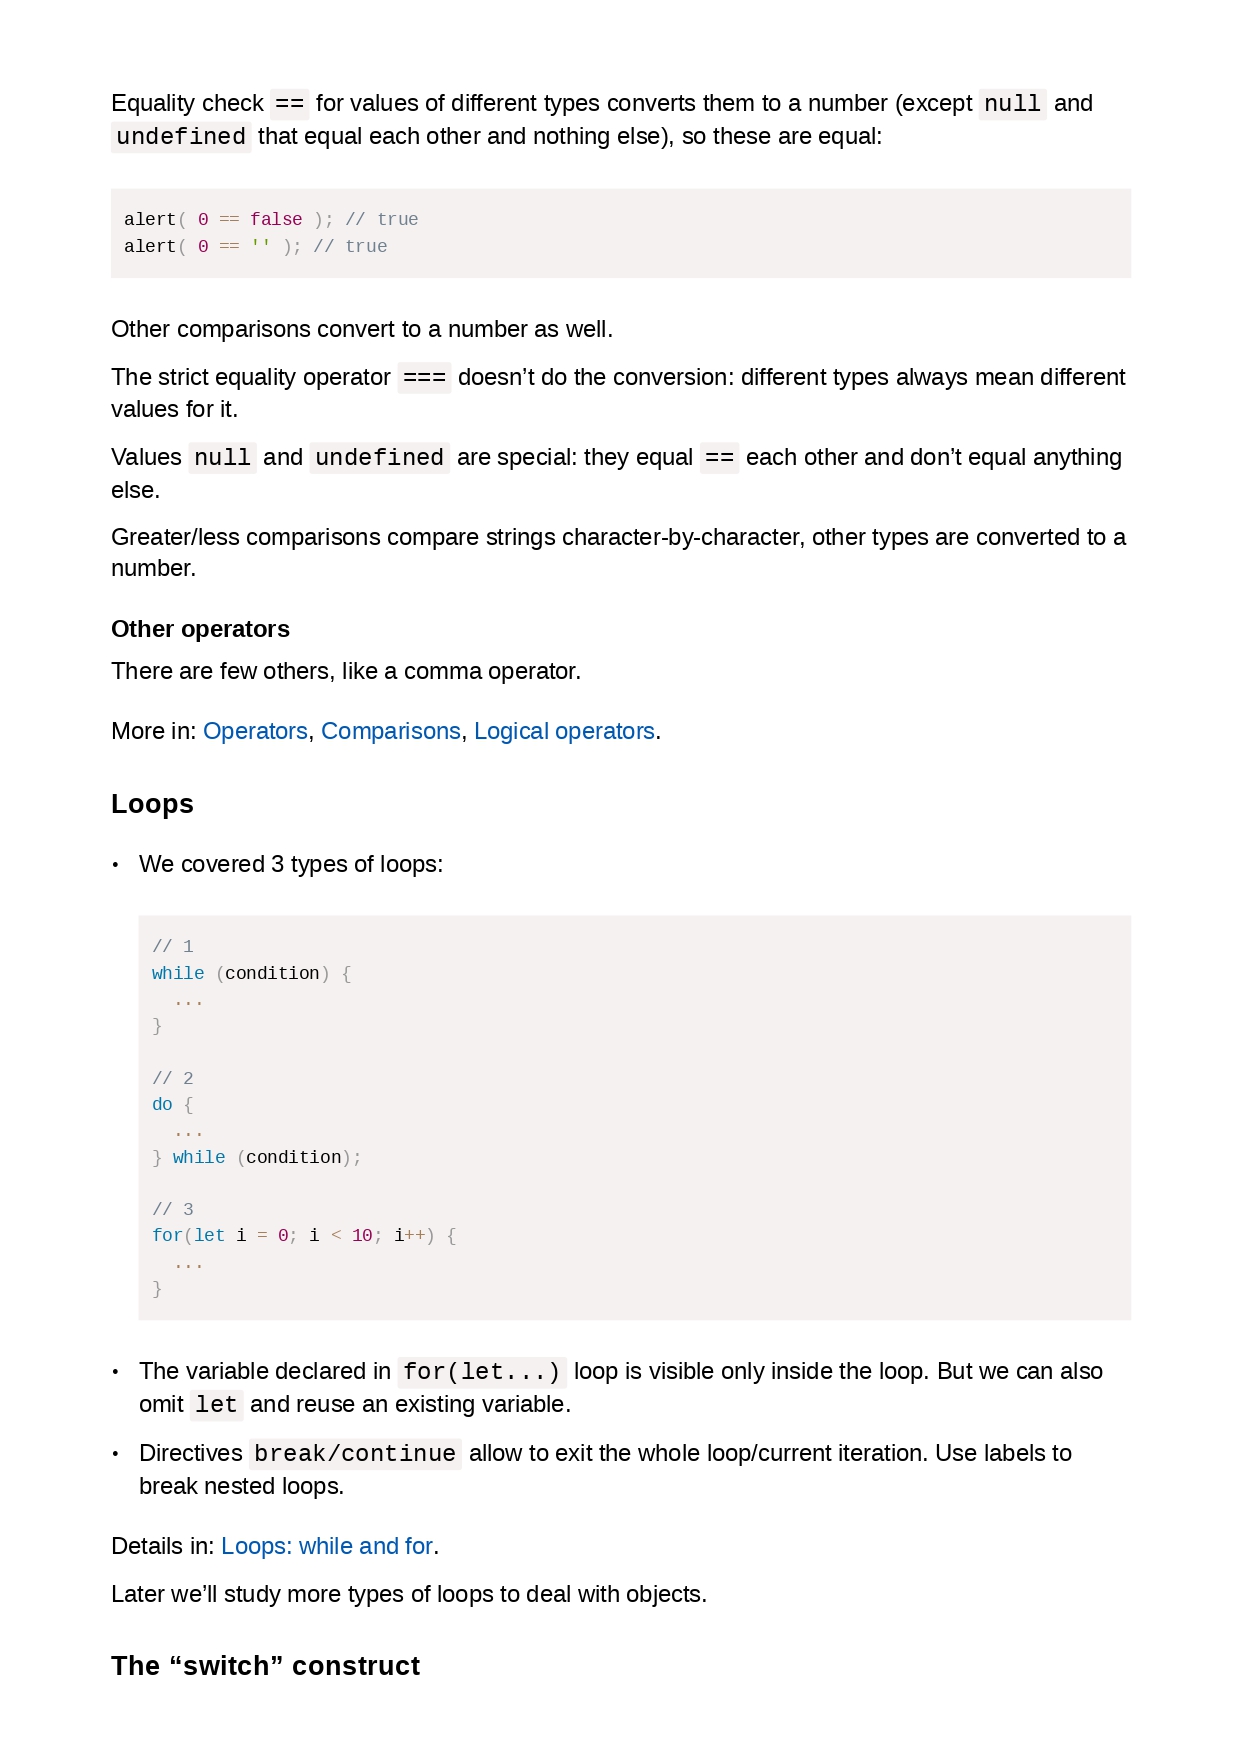 Equality check == for values of different types converts them to a number (except null and
undefined that equal each other and nothing else), so these are equal:
alert( 0 == false ); // true
alert( 0 == '' ); // true
Other comparisons convert to a number as well.
The strict equality operator === doesn’t do the conversion: different types always mean different
values for it.
Values null and undefined are special: they equal == each other and don’t equal anything
else.
Greater/less comparisons compare strings character-by-character, other types are converted to a
number.
Other operators
There are few others, like a comma operator.
More in: Operators, Comparisons, Logical operators.
Loops
• We covered 3 types of loops:
// 1
while (condition) {
  ...
}
// 2
do {
  ...
} while (condition);
// 3
for(let i = 0; i < 10; i++) {
  ...
}
• The variable declared in for(let...) loop is visible only inside the loop. But we can also
omit let and reuse an existing variable.
• Directives break/continue allow to exit the whole loop/current iteration. Use labels to
break nested loops.
Details in: Loops: while and for.
Later we’ll study more types of loops to deal with objects.
The “switch” construct